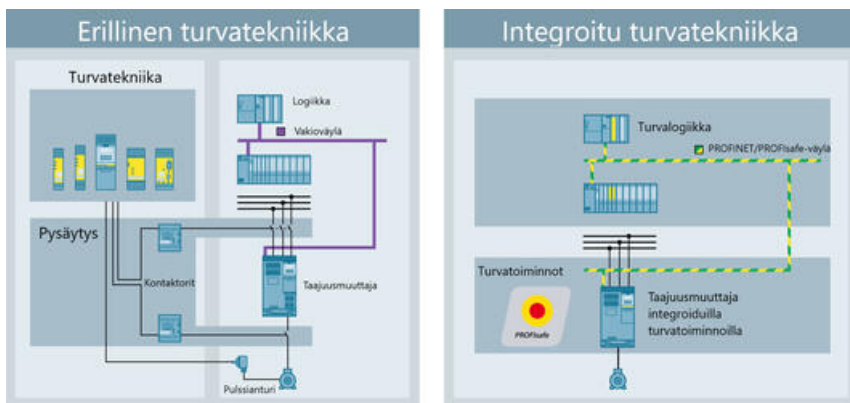 Erillinen turvatekniikka
Turvatekniika
Logiikka
Vakioväylä
Pysäytys
Kontaktorit
Taajuusmuuttaja
Pulssianturi
Integroitu turvatekniikka
Turvalogiikka
PROFINET/PROFIsafe-väylä
Turvatoiminnot
PROFIsafe
Taajuusmuuttaja
integroiduilla
turvatoiminnoilla